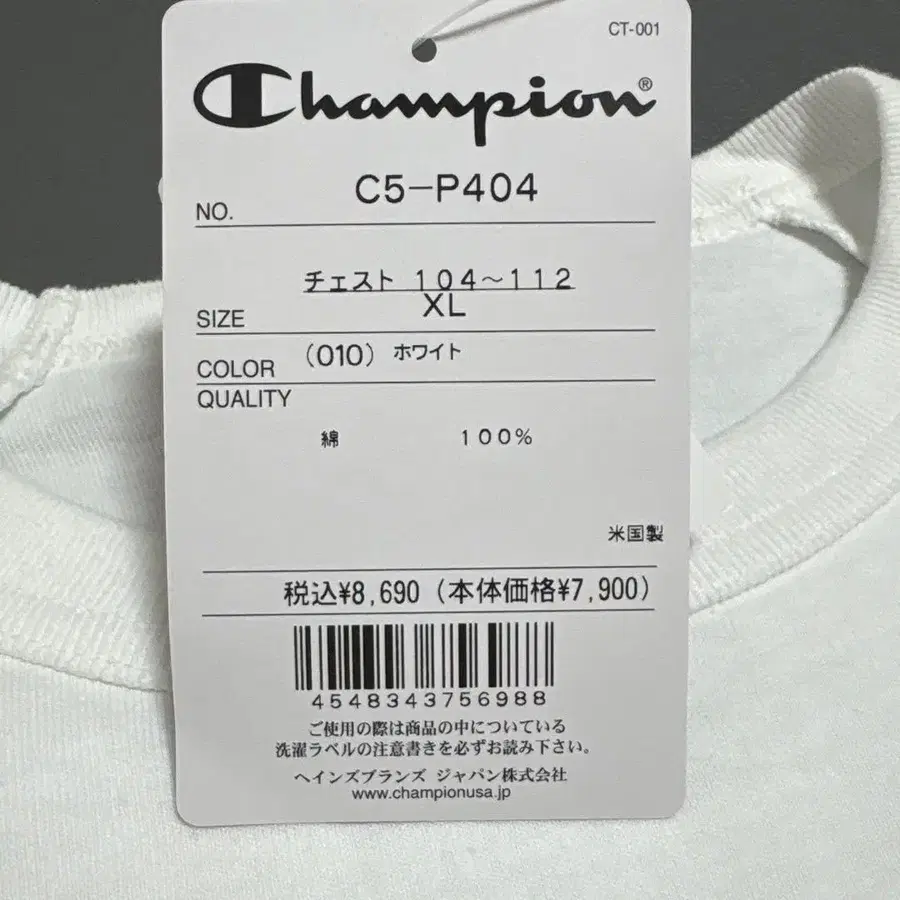 CT-001
Champion®
NO. C5-P404
チェスト 104~112
SIZE XL
COLOR (010) ホワイト
QUALITY
綿 100%
米国製
税込¥8,690 (本体価格¥7,900)
4548343756988
ご使用の際は商品の中についている
洗濯ラベルの注意書きを必ずお読み下さい。
ヘインズブランズ ジャパン株式会社
www.championusa.jp